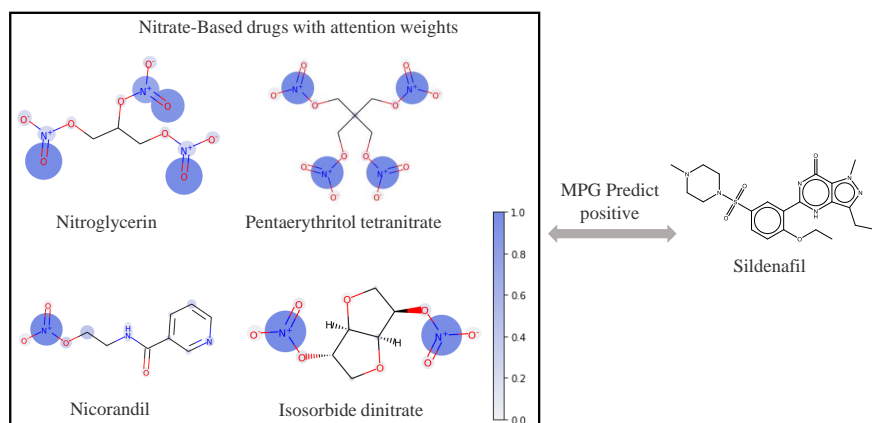 Nitrate-Based drugs with attention weights
Nitroglycerin
Pentaerythritol tetranitrate
1.0
0.8
0.6
0.4
0.2
0.0
Nicorandil
Isosorbide dinitrate
MPG Predict
positive
Sildenafil